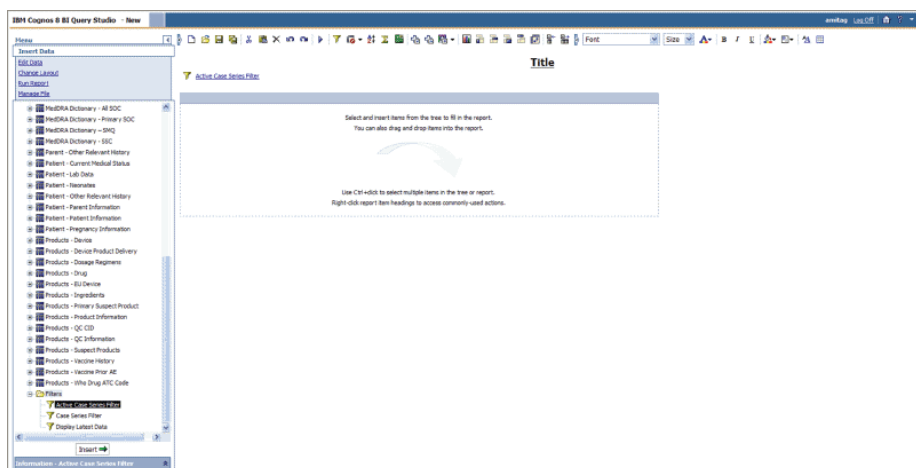 IBM Cognos 8 BI Query Studio - New
amitag Log Off ?
Menu
Insert Data
Edit Data
Change Layout
Run Report
Manage File
Font Size A B I U
Title
Active Case Series Filter
Select and insert items from the tree to fill in the report.
You can also drag and drop items into the report.
Use Ctrl+click to select multiple items in the tree or report.
Right-click report item headings to access commonly-used actions.
MedDRA Dictionary - All SOC
MedDRA Dictionary - Primary SOC
MedDRA Dictionary – SMQ
MedDRA Dictionary - SSC
Parent - Other Relevant History
Patient - Current Medical Status
Patient - Lab Data
Patient - Neonates
Patient - Other Relevant History
Patient - Parent Information
Patient - Patient Information
Patient - Pregnancy Information
Products - Device
Products - Device Product Delivery
Products - Dosage Regimens
Products - Drug
Products - EU Device
Products - Ingredients
Products - Primary Suspect Product
Products - Product Information
Products - QC CID
Products - QC Information
Products - Suspect Products
Products - Vaccine History
Products - Vaccine Prior AE
Products - Who Drug ATC Code
Filters
Active Case Series Filter
Case Series Filter
Display Latest Data
Insert
Information - Active Case Series Filter